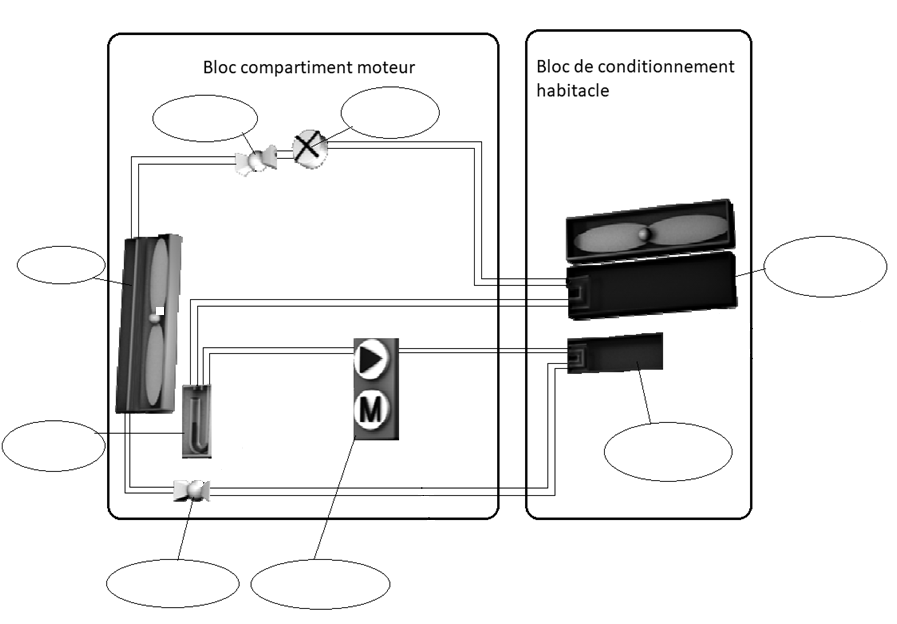 Bloc compartiment moteur
Bloc de conditionnement
habitacle
M